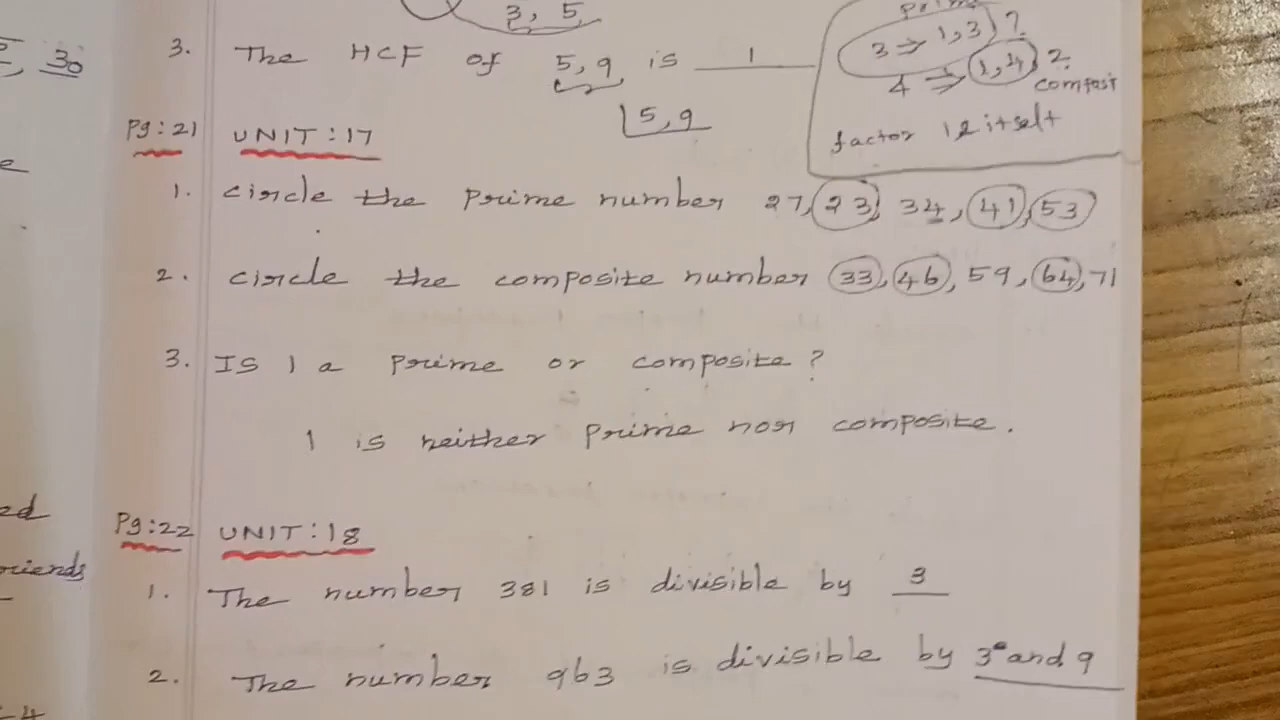 3, 5
3. The HCF of 5, 9 is 1
5, 9
3 ⇒ 1, 3 ?
4 ⇒ 1, 4 ?
composit
factor 1 & itself
Pg:21 UNIT:17
1. circle the Prime number 27, 23, 34, 41, 53
2. circle the composite number 33, 46, 59, 64, 71
3. Is 1 a Prime or composite?
1 is neither Prime nor composite.
Pg:22 UNIT:18
1. The number 381 is divisible by 3
2. The number 963 is divisible by 3 and 9
30
riends